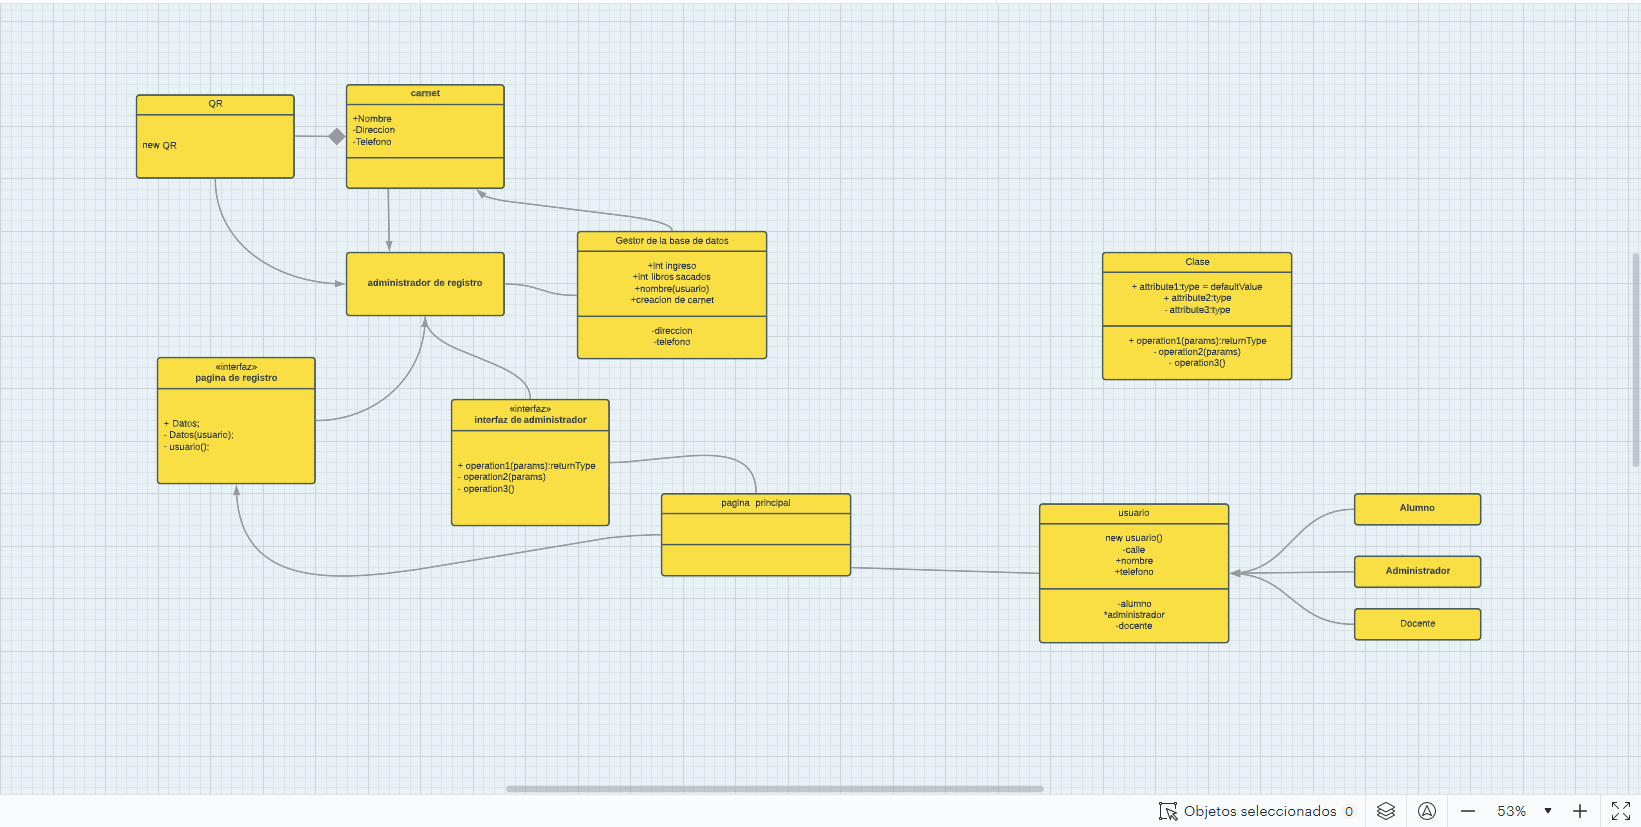 QR
new QR
carnet
+Nombre
-Direccion
-Telefono
administrador de registro
Gestor de la base de datos
+Int ingreso
+int libros sacados
+nombre(usuario)
+creacion de carnet
-direccion
-telefono
Clase
+ attribute1:type = defaultValue
+ attribute2:type
- attribute3:type
+ operation1(params):returnType
- operation2(params)
- operation3()
«interfaz»
pagina de registro
+ Datos;
- Datos(usuario);
- usuario();
«interfaz»
interfaz de administrador
+ operation1(params):returnType
- operation2(params)
- operation3()
pagina principal
usuario
new usuario()
-calle
+nombre
+telefono
-alumno
*administrador
-docente
Alumno
Administrador
Docente
Objetos seleccionados 0
53%